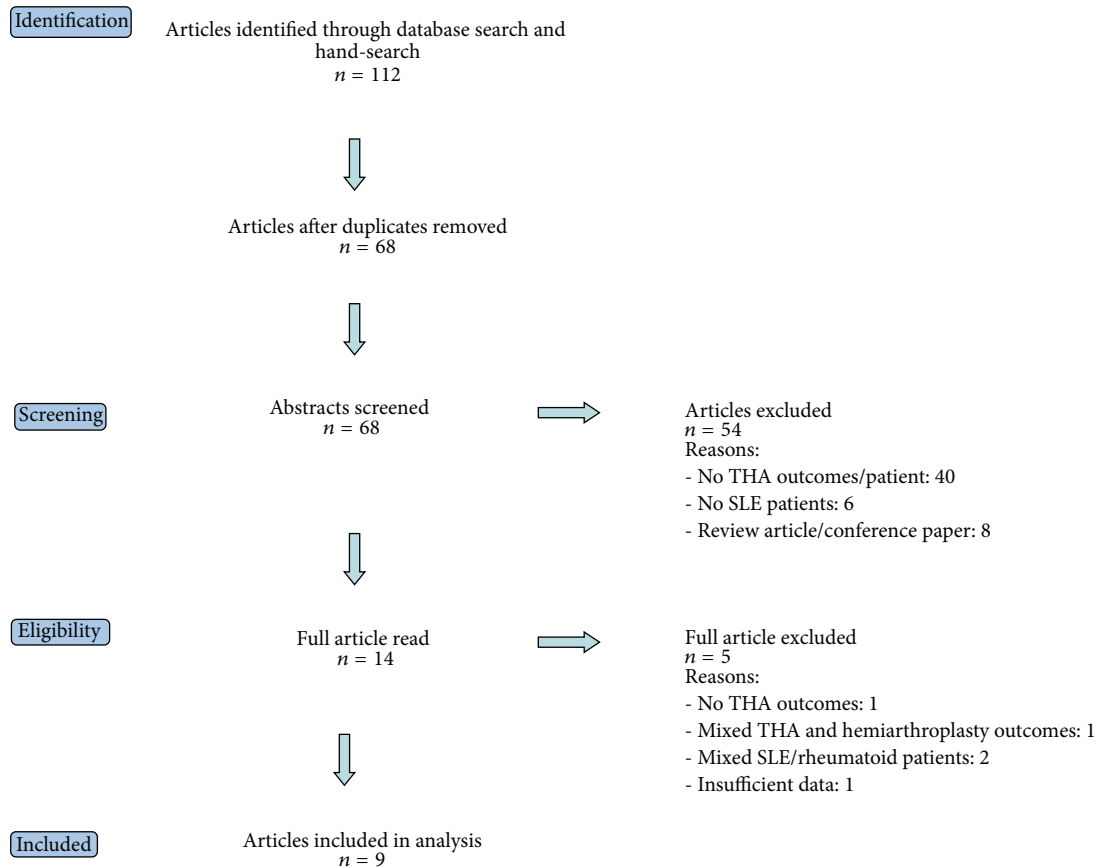 Identification
Articles identified through database search and
hand-search
n = 112
Articles after duplicates removed
n = 68
Screening
Abstracts screened
n = 68
Articles excluded
n = 54
Reasons:
- No THA outcomes/patient: 40
- No SLE patients: 6
- Review article/conference paper: 8
Eligibility
Full article read
n = 14
Full article excluded
n = 5
Reasons:
- No THA outcomes: 1
- Mixed THA and hemiarthroplasty outcomes: 1
- Mixed SLE/rheumatoid patients: 2
- Insufficient data: 1
Included
Articles included in analysis
n = 9